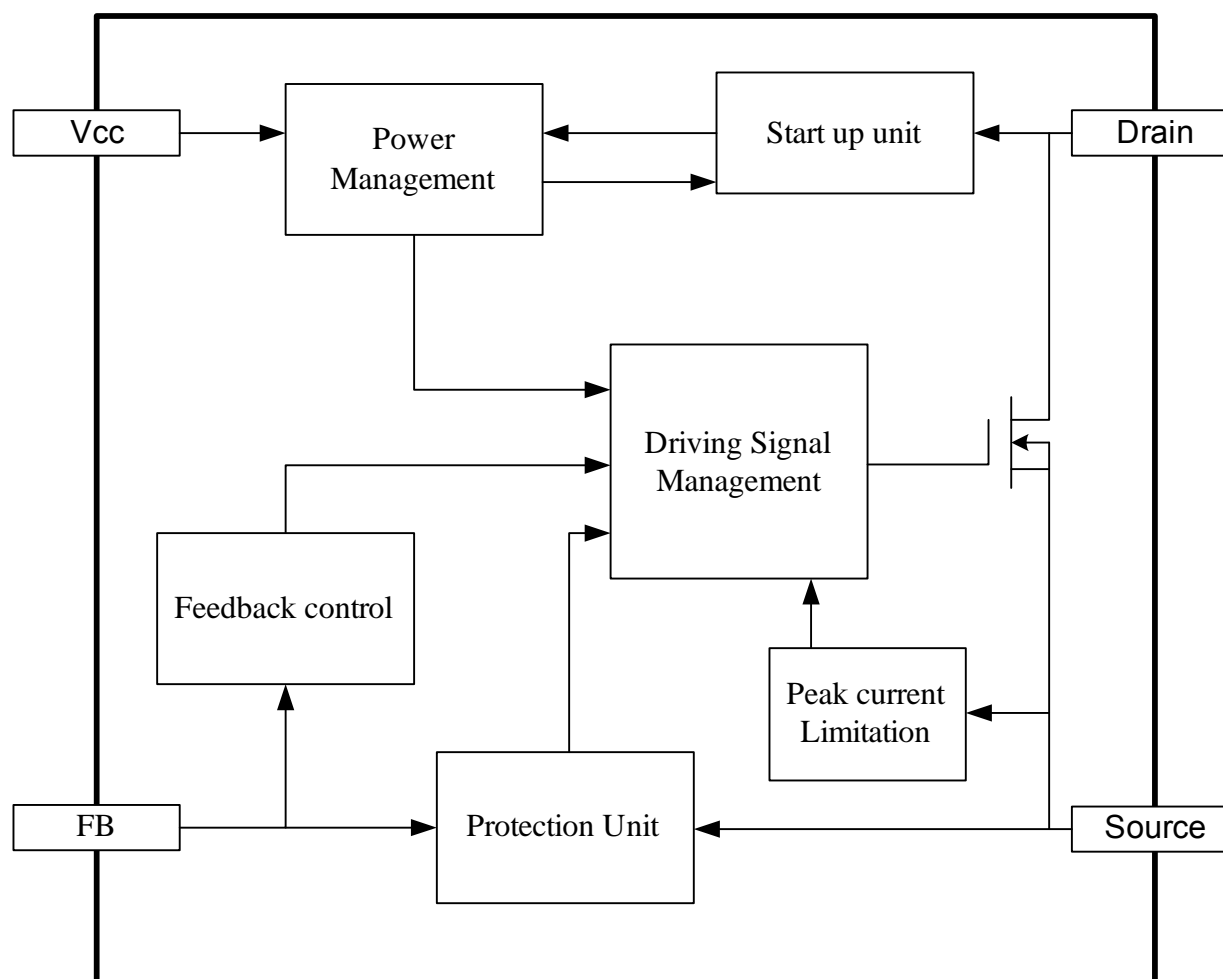 Vcc
Power
Management
Start up unit
Drain
Driving Signal
Management
Feedback control
Peak current
Limitation
FB
Protection Unit
Source